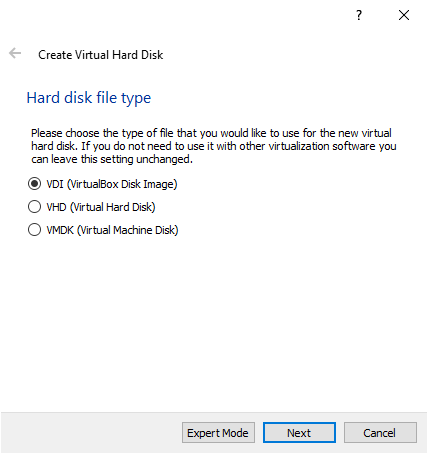 ?
Create Virtual Hard Disk
Hard disk file type
Please choose the type of file that you would like to use for the new virtual
hard disk. If you do not need to use it with other virtualization software you
can leave this setting unchanged.
VDI (VirtualBox Disk Image)
VHD (Virtual Hard Disk)
VMDK (Virtual Machine Disk)
Expert Mode Next Cancel